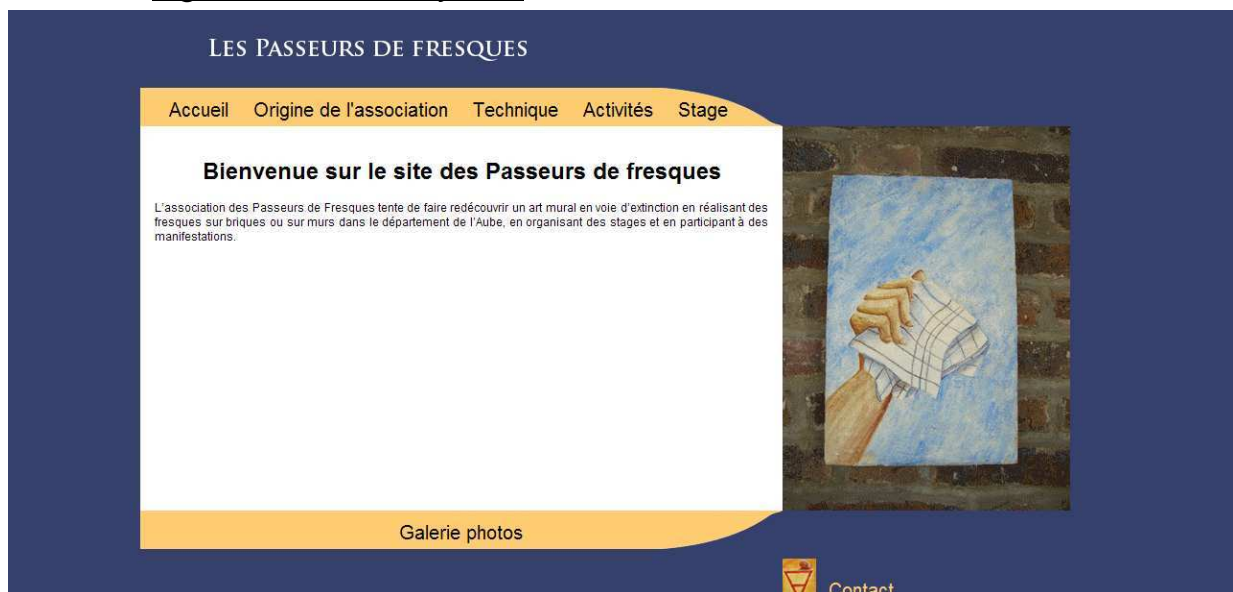 LES PASSEURS DE FRESQUES
Accueil Origine de l'association Technique Activités Stage
Bienvenue sur le site des Passeurs de fresques
L'association des Passeurs de Fresques tente de faire redécouvrir un art mural en voie d'extinction en réalisant des
fresques sur briques ou sur murs dans le département de l'Aube, en organisant des stages et en participant à des
manifestations.
Galerie photos
Contact